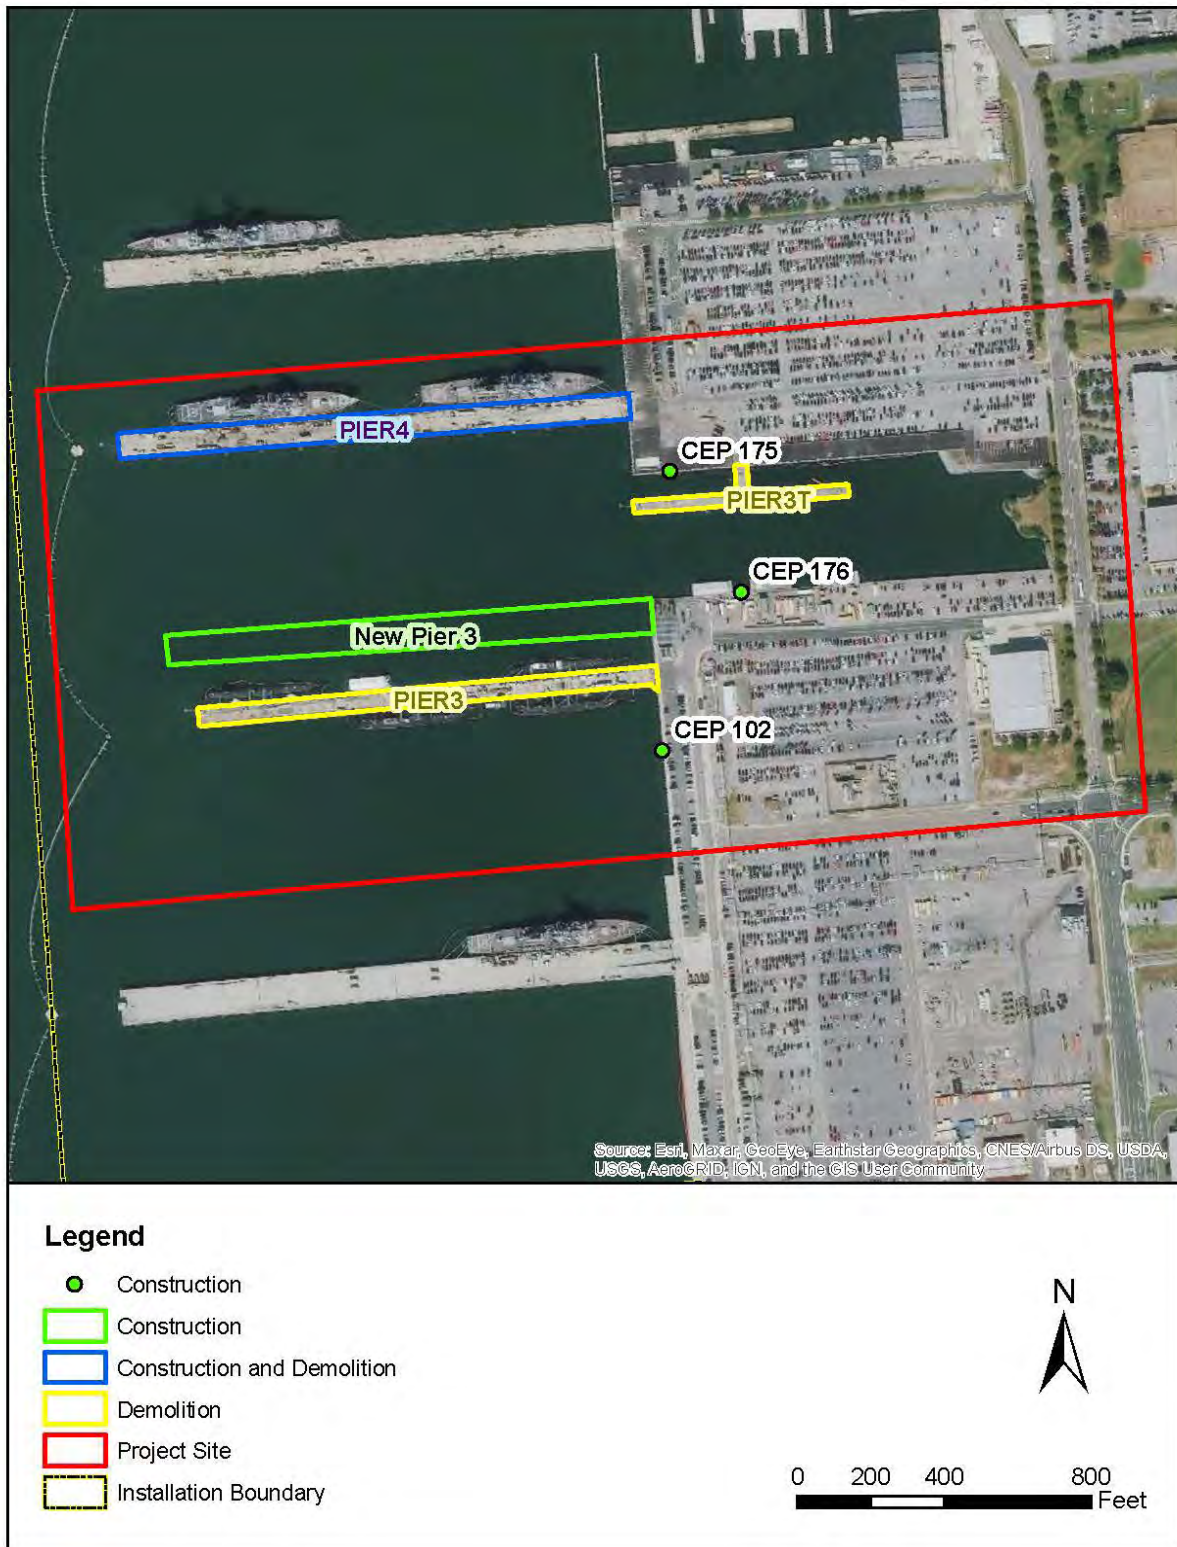 PIER4
CEP 175
PIER3T
CEP 176
New Pier 3
PIER3
CEP 102
Source: Esri, Maxar, GeoEye, Earthstar Geographics, CNES/Airbus DS, USDA,
USGS, AeroGRID, IGN, and the GIS User Community
Legend
Construction
Construction
Construction and Demolition
Demolition
Project Site
Installation Boundary
N
0 200 400 800
Feet